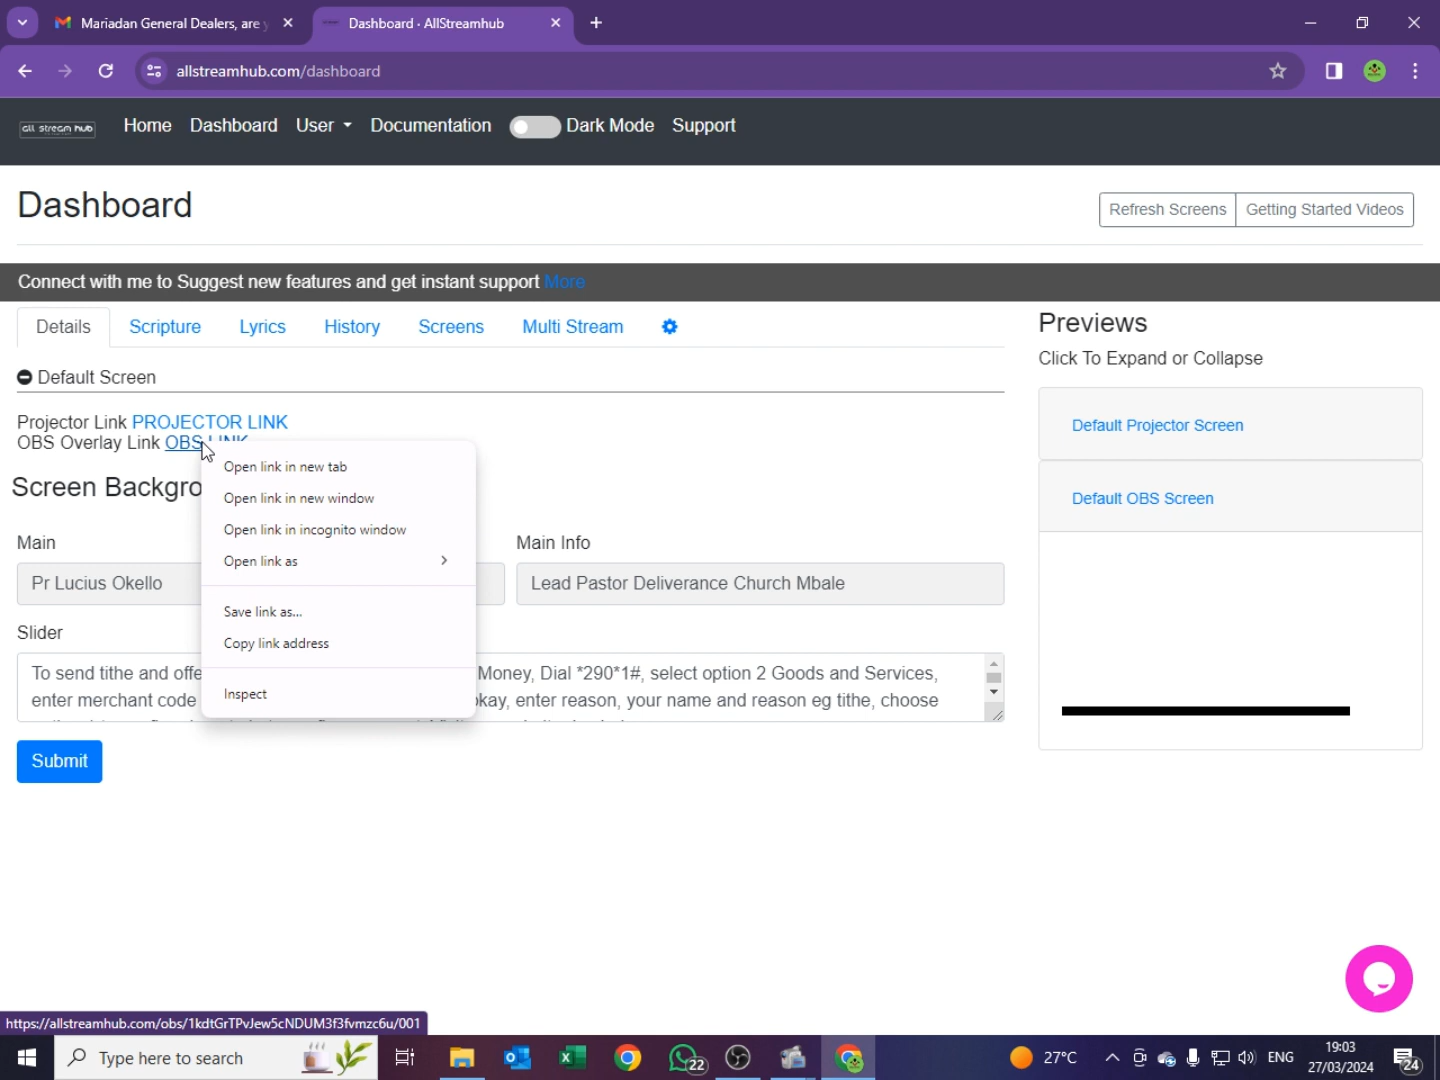 Mariadan General Dealers, are y
Dashboard · AllStreamhub
allstreamhub.com/dashboard
all stream hub
Home Dashboard User Documentation Dark Mode Support
Dashboard
Refresh Screens Getting Started Videos
Connect with me to Suggest new features and get instant support More
Details Scripture Lyrics History Screens Multi Stream
Default Screen
Projector Link PROJECTOR LINK
OBS Overlay Link OBS LINK
Screen Backgro
Main
Pr Lucius Okello
Main Info
Lead Pastor Deliverance Church Mbale
Slider
To send tithe and offe Money, Dial *290*1#, select option 2 Goods and Services,
enter merchant code kay, enter reason, your name and reason eg tithe, choose
Submit
Open link in new tab
Open link in new window
Open link in incognito window
Open link as
Save link as...
Copy link address
Inspect
Previews
Click To Expand or Collapse
Default Projector Screen
Default OBS Screen
https://allstreamhub.com/obs/1kdtGrTPvJew5cNDUM3f3fvmzc6u/001
Type here to search
22
27°C
ENG
19:03
27/03/2024
24